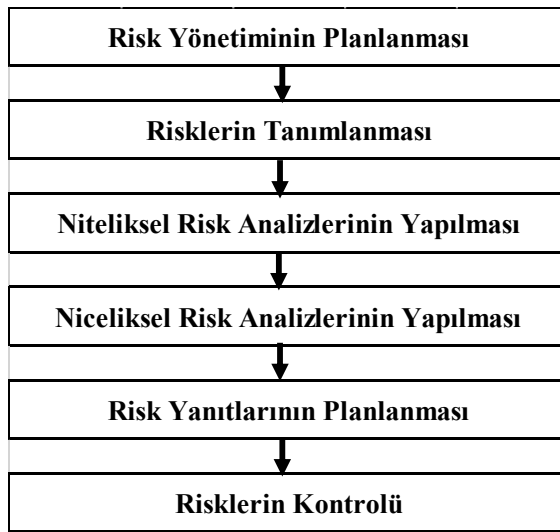 Risk Yönetiminin Planlanması
Risklerin Tanımlanması
Niteliksel Risk Analizlerinin Yapılması
Niceliksel Risk Analizlerinin Yapılması
Risk Yanıtlarının Planlanması
Risklerin Kontrolü